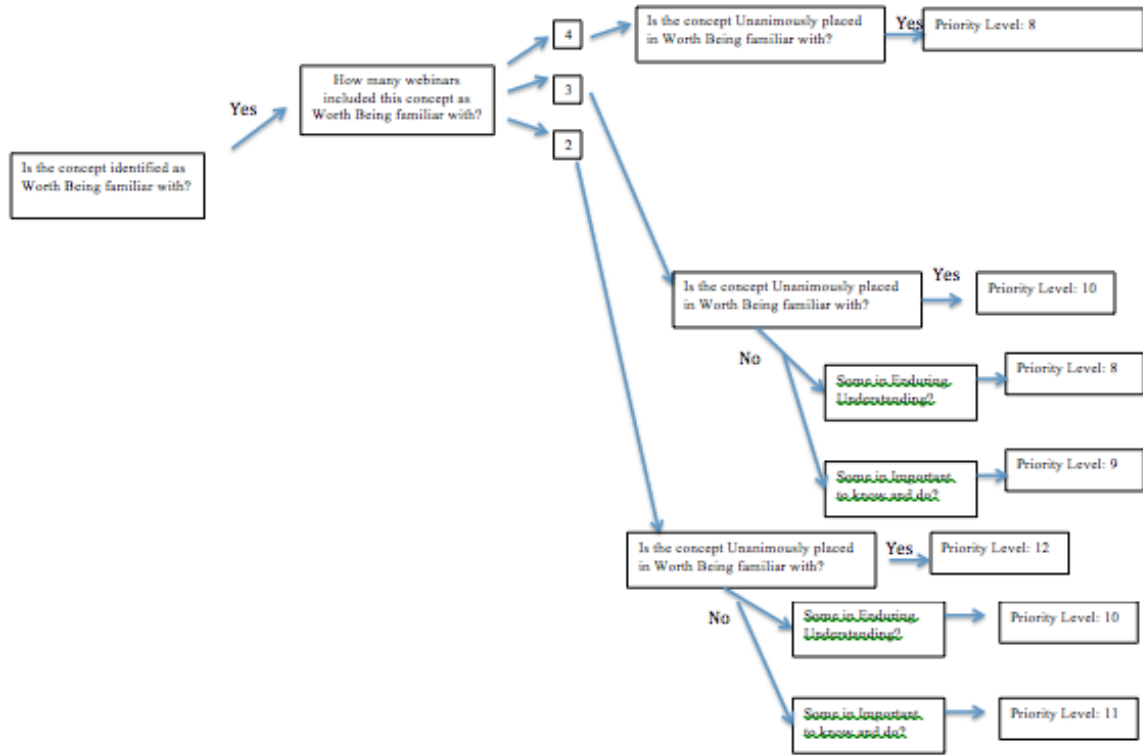 Is the concept Unanimously placed
in Worth Being familiar with?
Yes
Priority Level: 8
4
How many webinars
included this concept as
Worth Being familiar with?
3
Yes
2
Is the concept identified as
Worth Being familiar with?
Is the concept Unanimously placed
in Worth Being familiar with?
Yes
Priority Level: 10
No
Some in Enduring
Understanding?
Priority Level: 8
Some in Important
to know and do?
Priority Level: 9
Is the concept Unanimously placed
in Worth Being familiar with?
Yes
Priority Level: 12
No
Some in Enduring
Understanding?
Priority Level: 10
Some in Important
to know and do?
Priority Level: 11